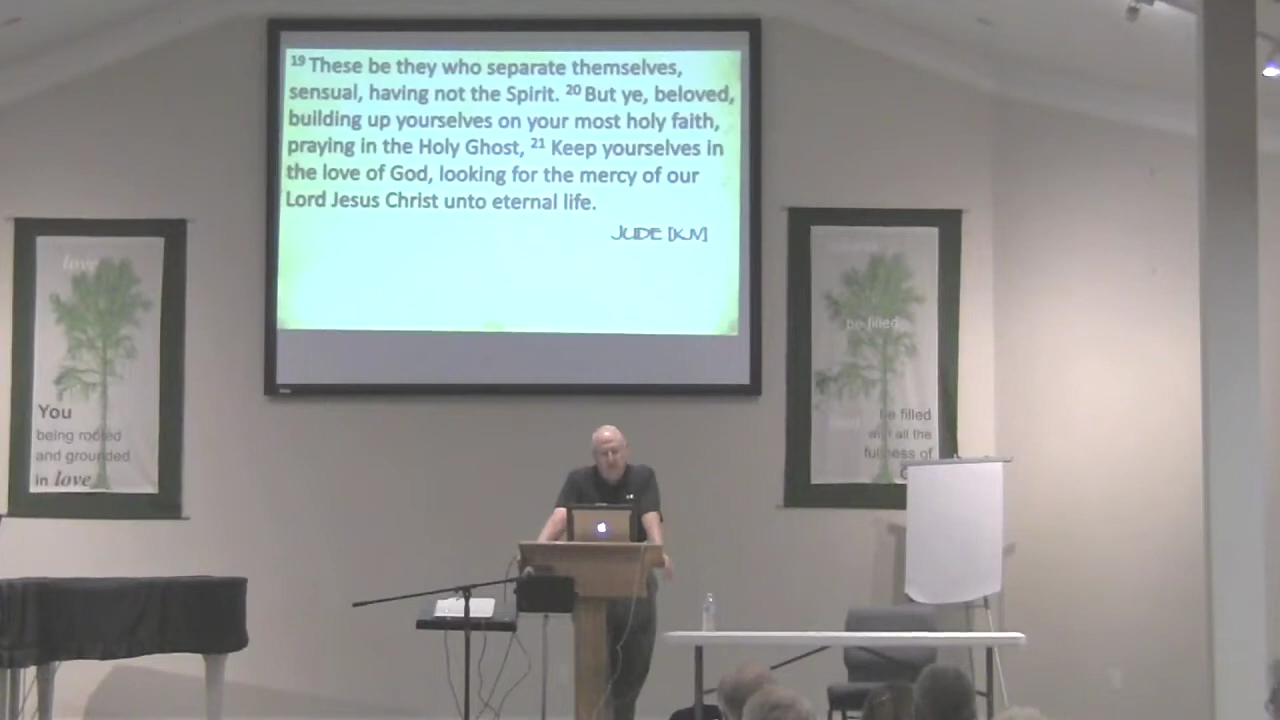 19 These be they who separate themselves,
sensual, having not the Spirit. 20 But ye, beloved,
building up yourselves on your most holy faith,
praying in the Holy Ghost, 21 Keep yourselves in
the love of God, looking for the mercy of our
Lord Jesus Christ unto eternal life.
JUDE [KJV]
love
You
being rooted
and grounded
in love
be filled
be filled
with all the
fullness of